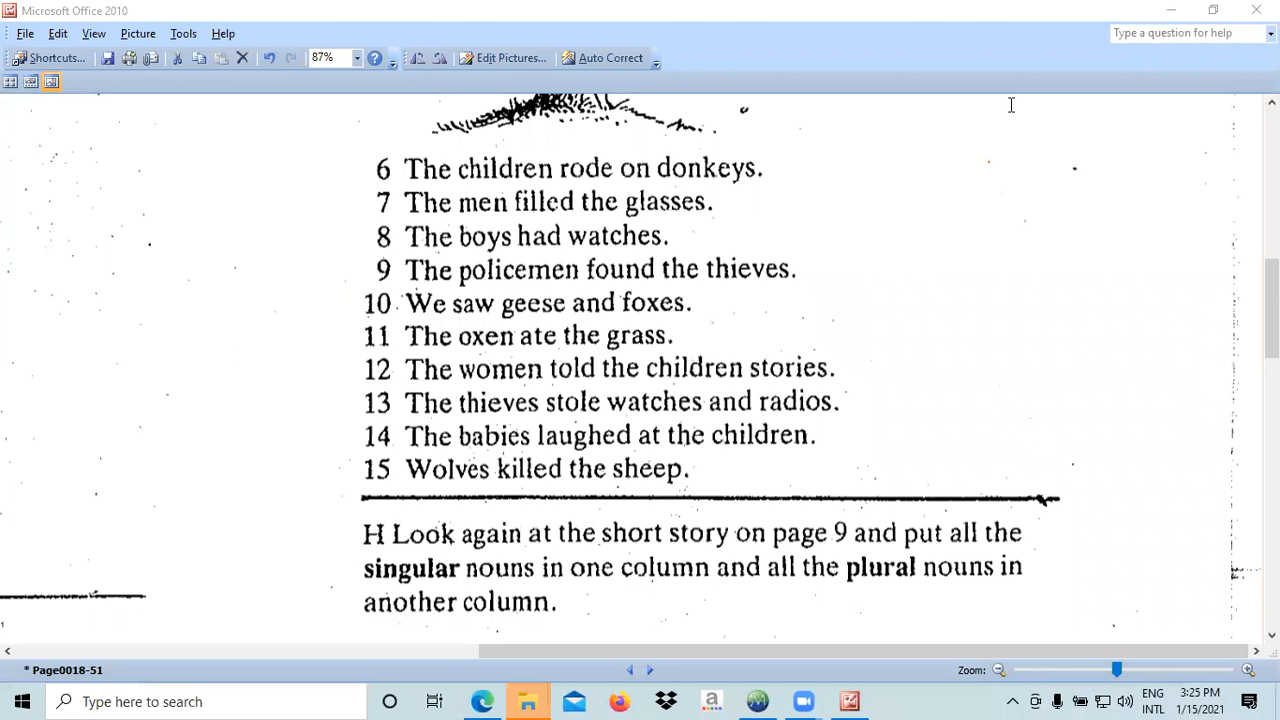 Microsoft Office 2010
File Edit View Picture Tools Help
Type a question for help
Shortcuts... 87% Edit Pictures... Auto Correct
6 The children rode on donkeys.
7 The men filled the glasses.
8 The boys had watches.
9 The policemen found the thieves.
10 We saw geese and foxes.
11 The oxen ate the grass.
12 The women told the children stories.
13 The thieves stole watches and radios.
14 The babies laughed at the children.
15 Wolves killed the sheep.
H Look again at the short story on page 9 and put all the
singular nouns in one column and all the plural nouns in
another column.
* Page0018-51
Zoom:
Type here to search
ENG
INTL
3:25 PM
1/15/2021